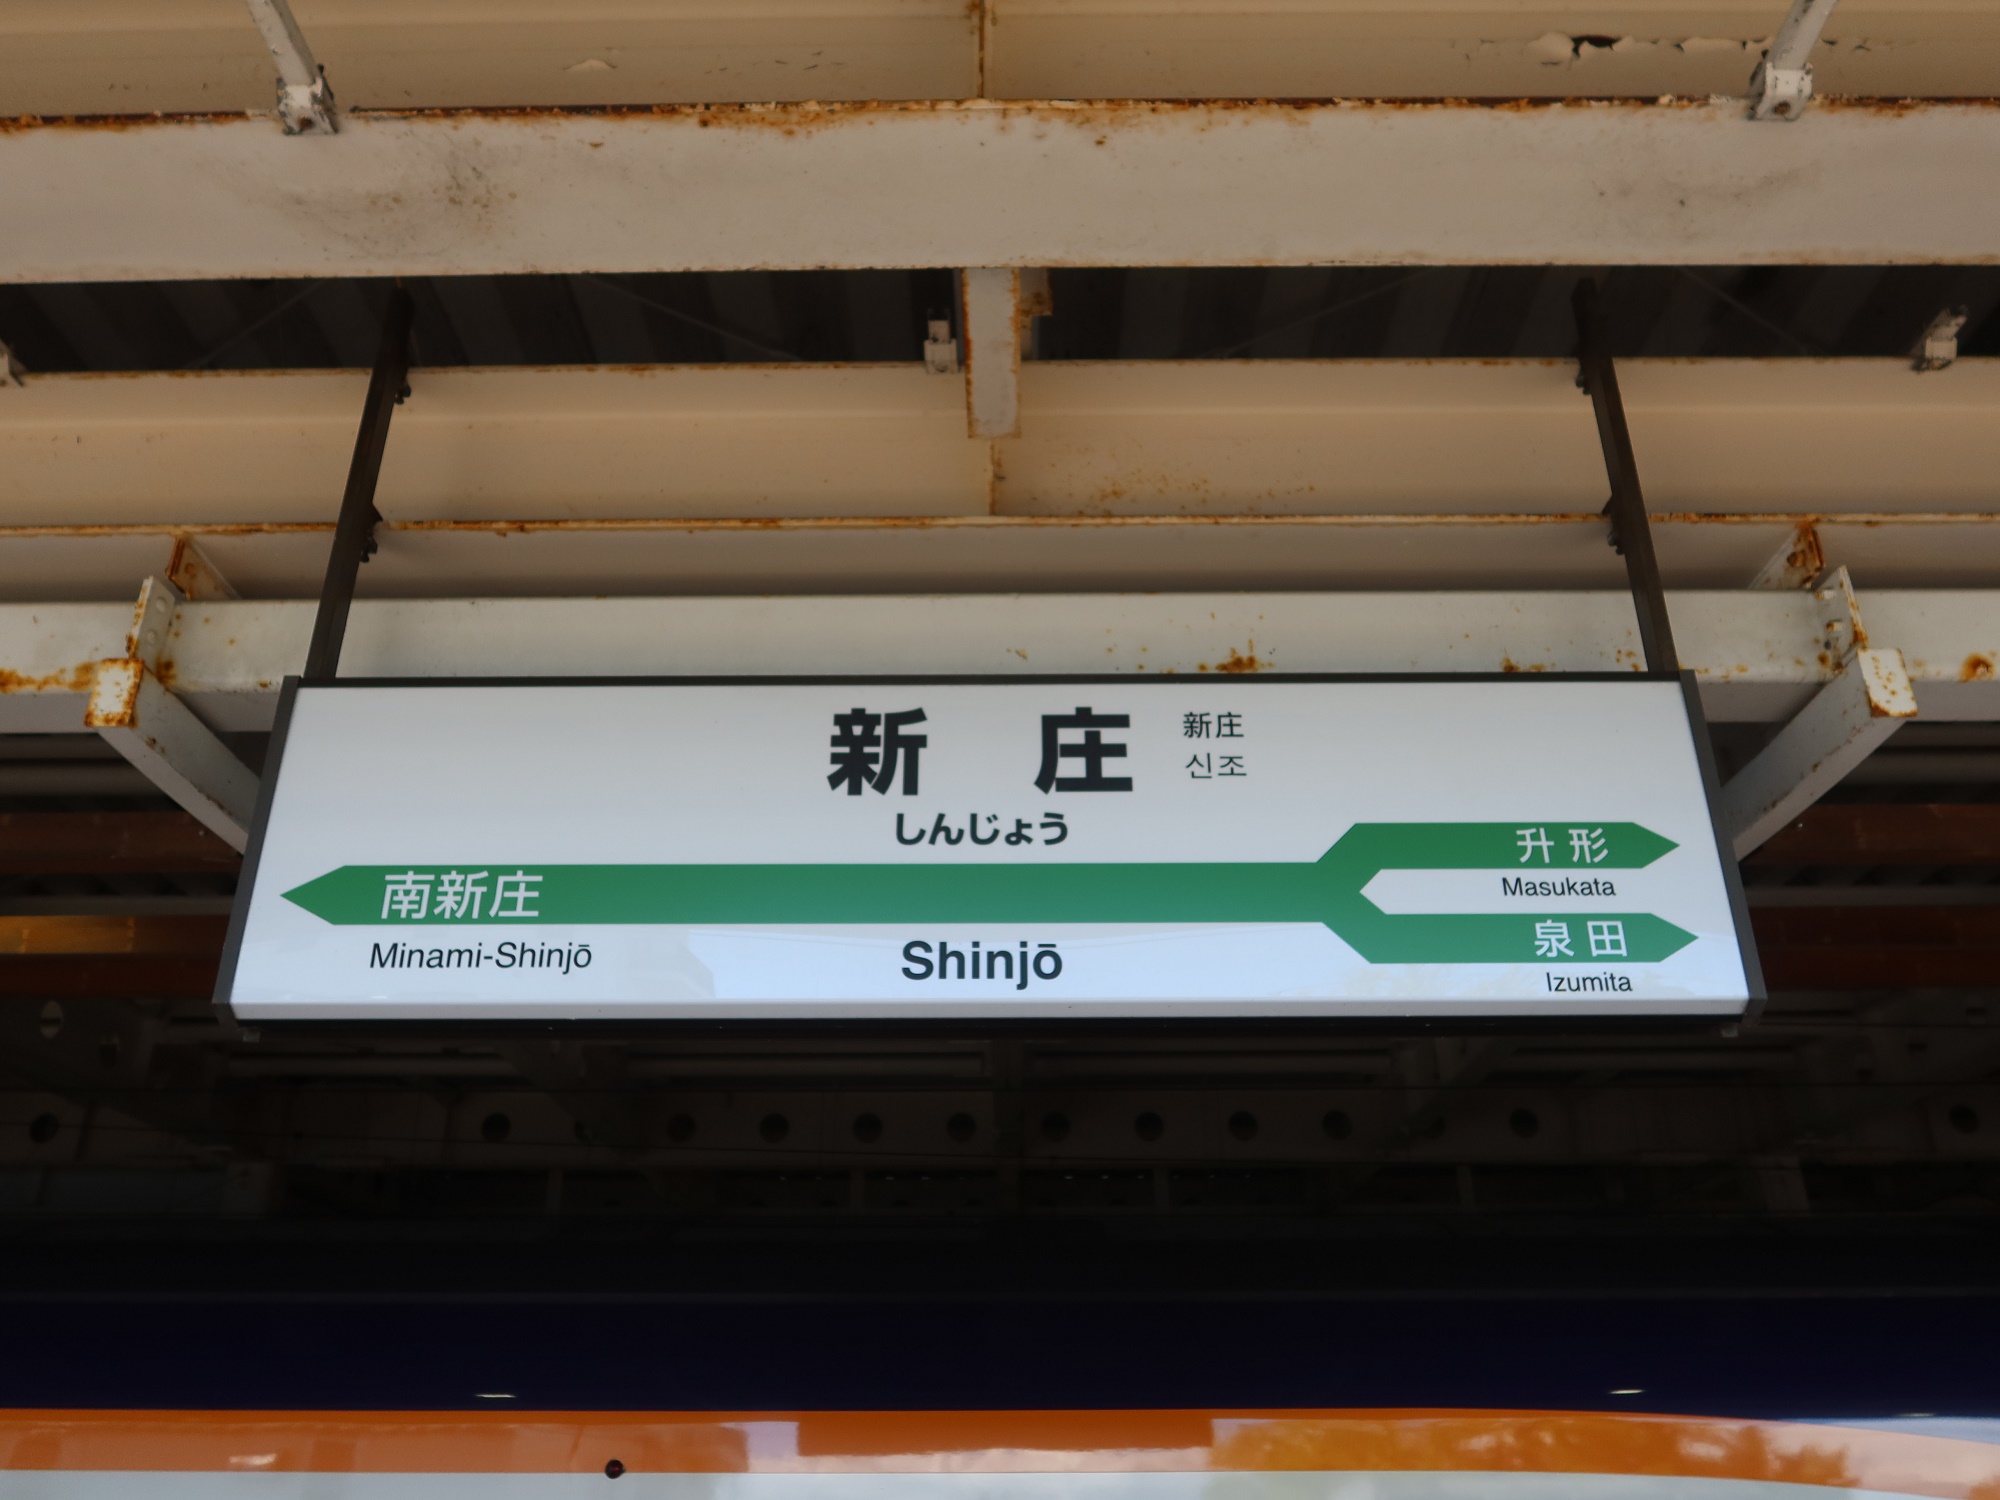 新庄
新庄
신조
しんじょう
南新庄
Minami-Shinjō
Shinjō
升形
Masukata
泉田
Izumita